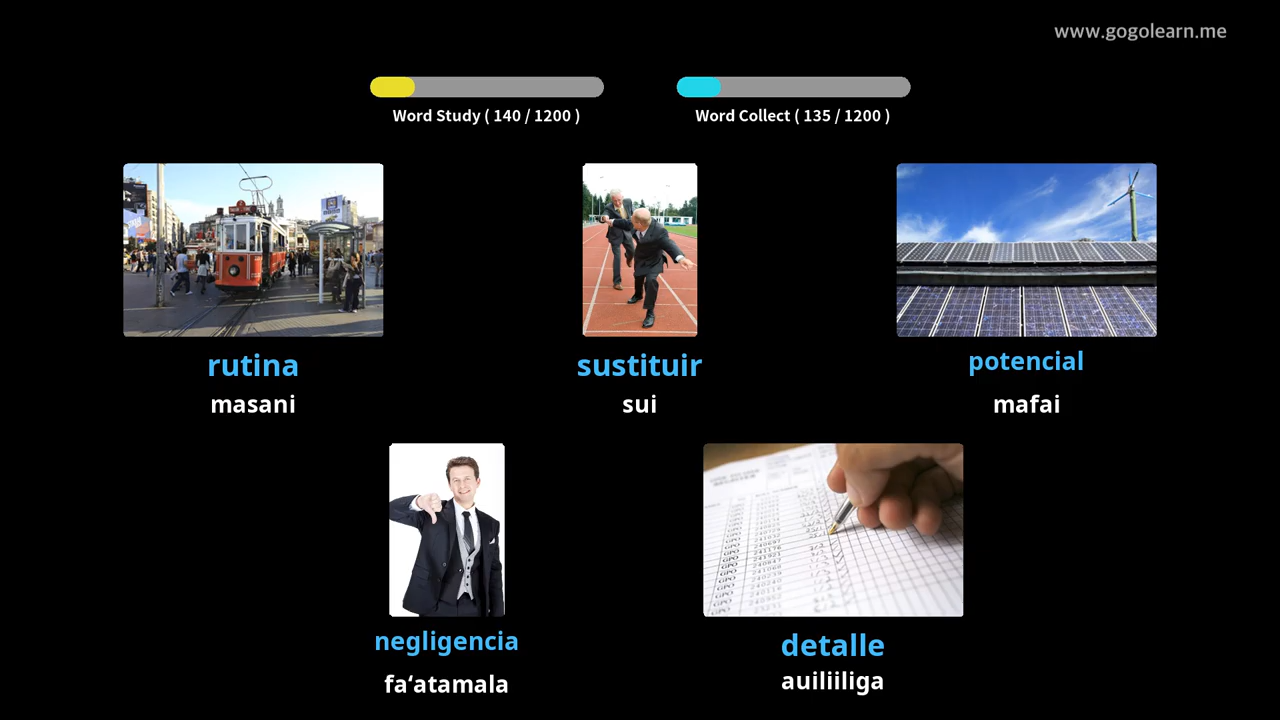 www.gogolearn.me
Word Study ( 140 / 1200 )
Word Collect ( 135 / 1200 )
rutina
masani
sustituir
sui
potencial
mafai
negligencia
faʻatamala
detalle
auiliiliga